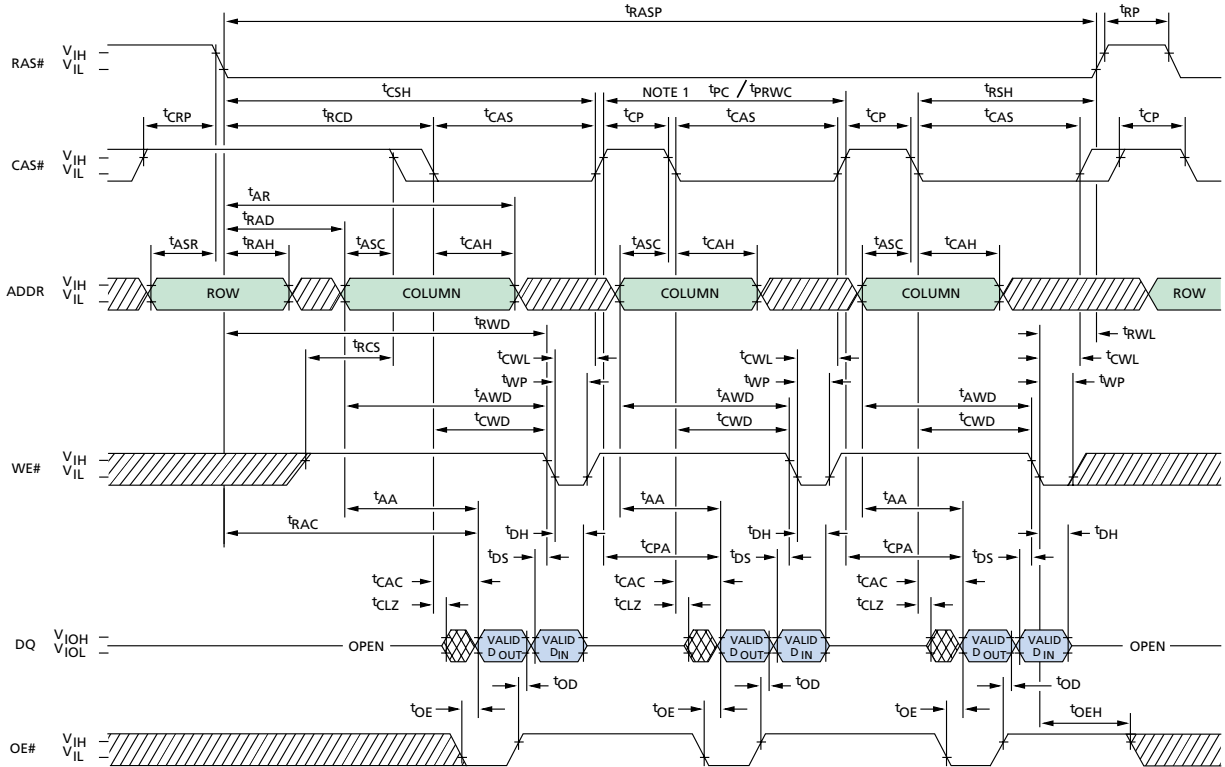 tRASP tRP
RAS# VIH
VIL
tCSH NOTE 1 tPC / tPRWC tRSH
tCRP tRCD tCAS tCP tCAS tCP tCAS tCP
CAS# VIH
VIL
tAR
tRAD
tASR tRAH tASC tCAH tASC tCAH tASC tCAH
ADDR VIH
VIL
ROW COLUMN COLUMN COLUMN ROW
tRWD tRWL
tRCS tCWL tCWL tCWL
tWP tWP tWP
tAWD tAWD tAWD
tCWD tCWD tCWD
WE# VIH
VIL
tAA tAA tAA
tRAC tDH tDH tDH
tDS tCPA tDS tCPA tDS
tCAC tCAC tCAC
tCLZ tCLZ tCLZ
DQ VIOH
VIOL
OPEN VALID DOUT VALID DIN VALID DOUT VALID DIN VALID DOUT VALID DIN OPEN
tOD tOD tOD
tOE tOE tOE tOEH
OE# VIH
VIL